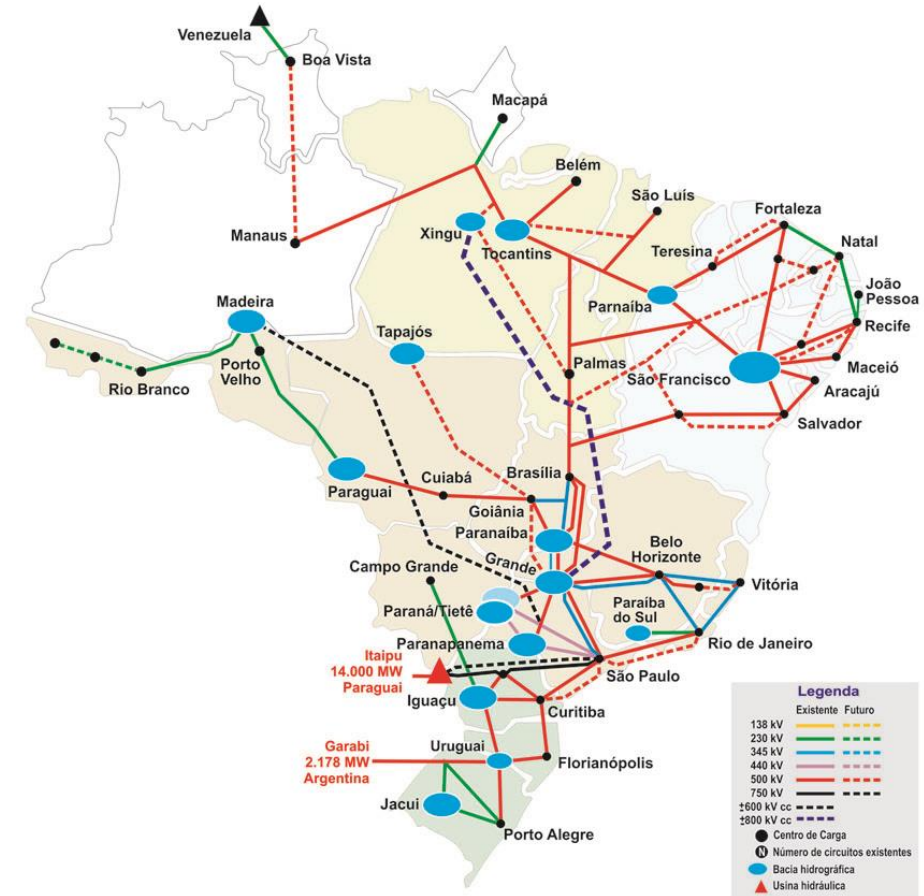 Venezuela
Boa Vista
Macapá
Belém
São Luís
Fortaleza
Manaus
Xingu
Tocantins
Teresina
Natal
João
Pessoa
Madeira
Parnaíba
Recife
Tapajós
Rio Branco
Porto
Velho
Palmas
São Francisco
Maceió
Aracajú
Salvador
Cuiabá
Brasília
Paraguai
Goiânia
Paranaíba
Belo
Horizonte
Campo Grande
Grande
Vitória
Paraná/Tietê
Paraíba
do Sul
Paranapanema
Rio de Janeiro
Itaipu
14.000 MW
Paraguai
São Paulo
Iguaçu
Curitiba
Garabi
2.178 MW
Argentina
Uruguai
Florianópolis
Jacui
Porto Alegre
Legenda
Existente Futuro
138 kV
230 kV
345 kV
440 kV
500 kV
750 kV
±600 kV cc
±800 kV cc
Centro de Carga
N Número de circuitos existentes
Bacia hidrográfica
Usina hidráulica